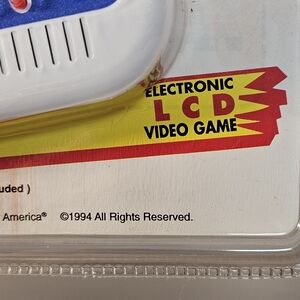 ELECTRONIC
LCD
VIDEO GAME
uded )
America® ©1994 All Rights Reserved.